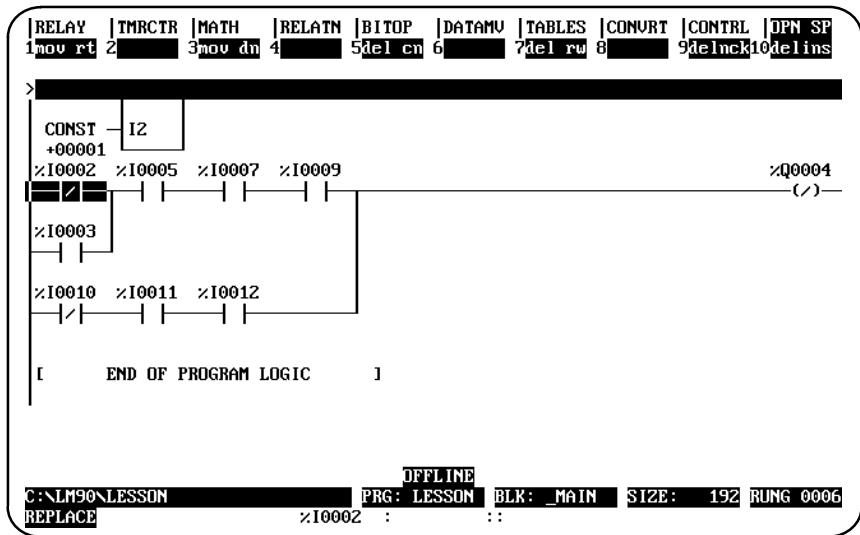 |RELAY |TMRCTR |MATH |RELATN |BITOP |DATAMV |TABLES |CONVRT |CONTRL |OPN SP
1mov rt 2 3mov dn 4 5del cn 6 7del rw 8 9delnck10delins
>
CONST I2
+00001
%I0002 %I0005 %I0007 %I0009 %Q0004
%I0003
%I0010 %I0011 %I0012
[ END OF PROGRAM LOGIC ]
OFFLINE
C:\LM90\LESSON PRG: LESSON BLK: _MAIN SIZE: 192 RUNG 0006
REPLACE %I0002 : ::